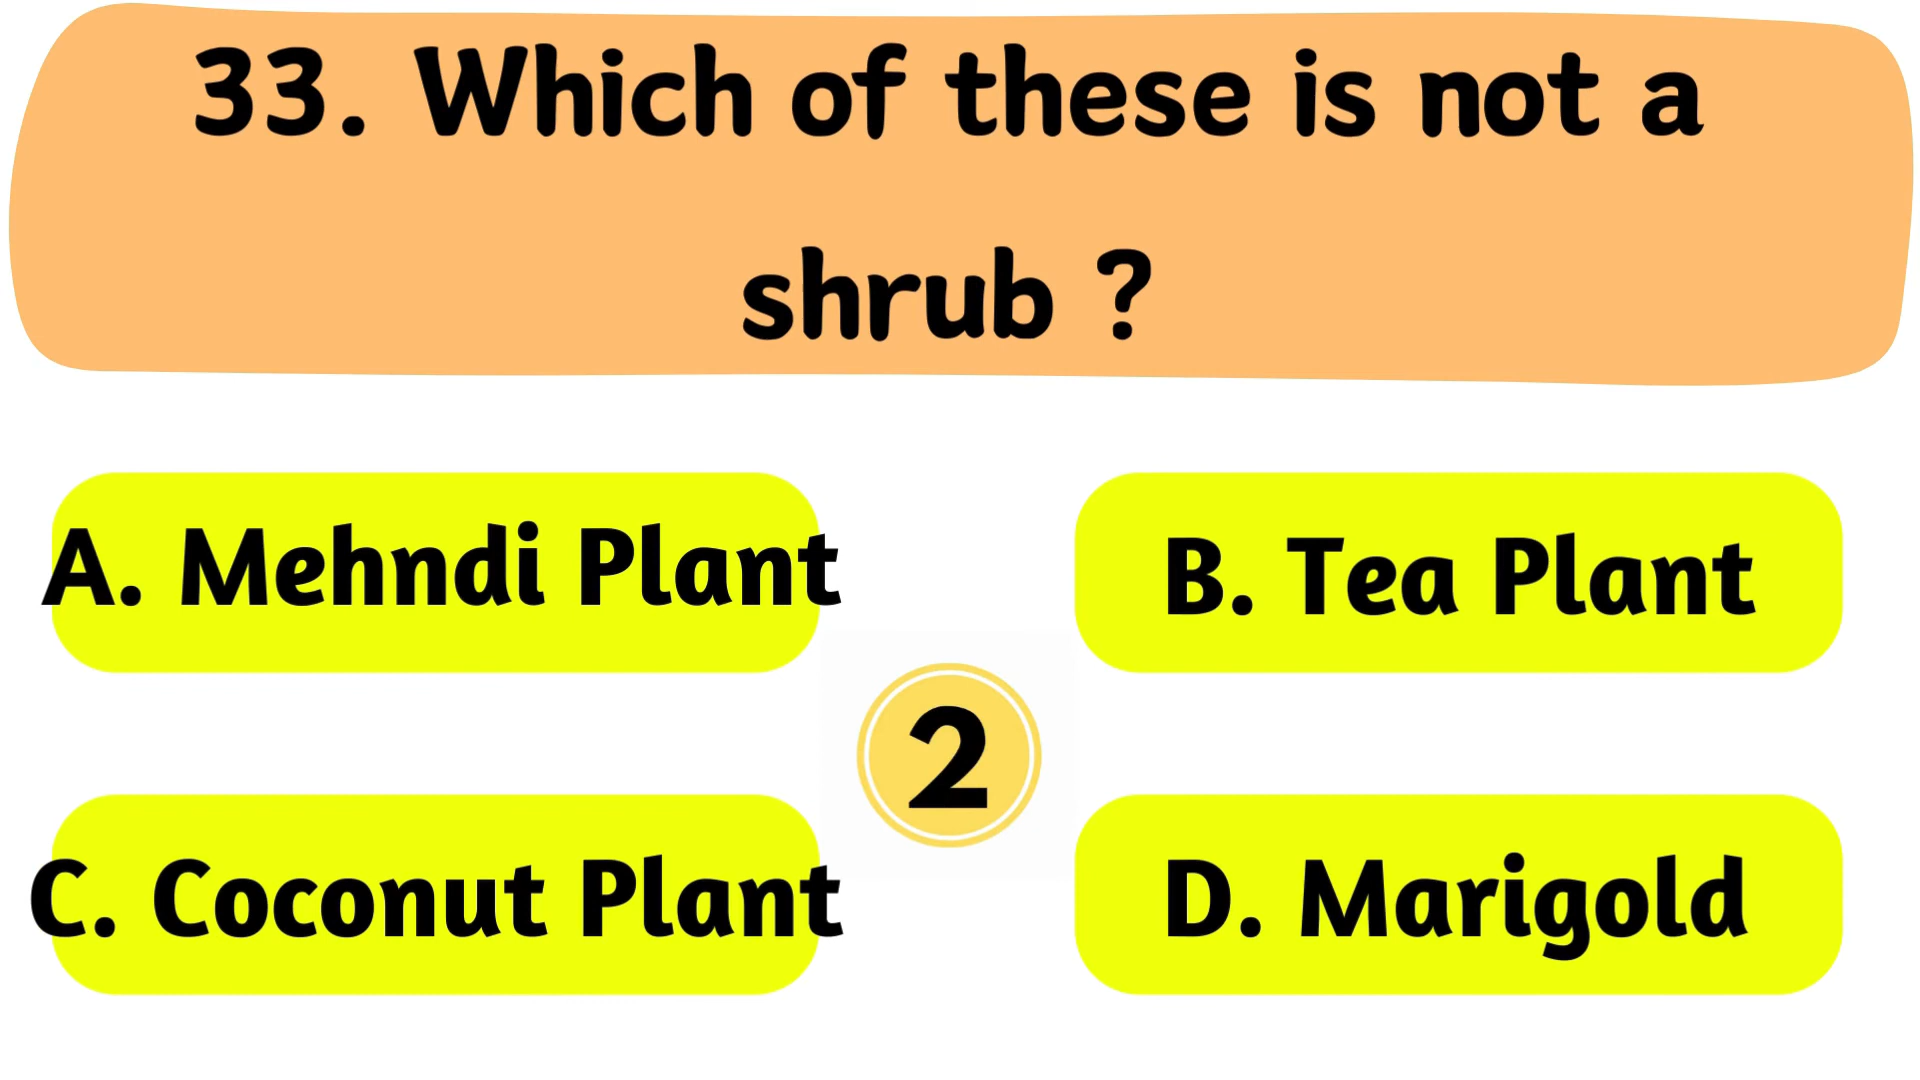 33. Which of these is not a
shrub ?
A. Mehndi Plant
B. Tea Plant
2
C. Coconut Plant
D. Marigold